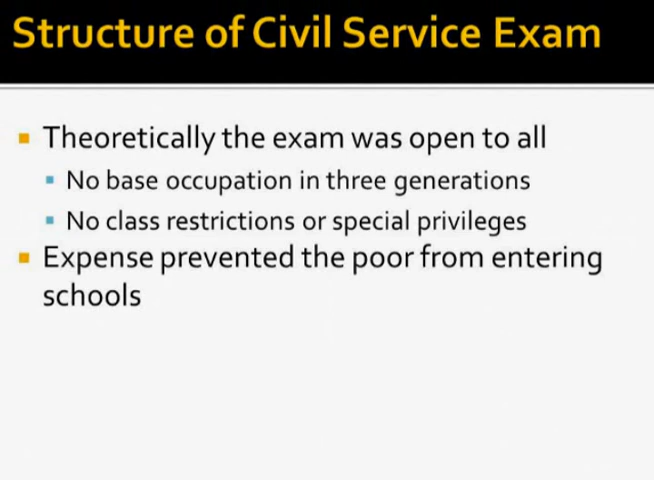 Structure of Civil Service Exam
Theoretically the exam was open to all
No base occupation in three generations
No class restrictions or special privileges
Expense prevented the poor from entering
schools